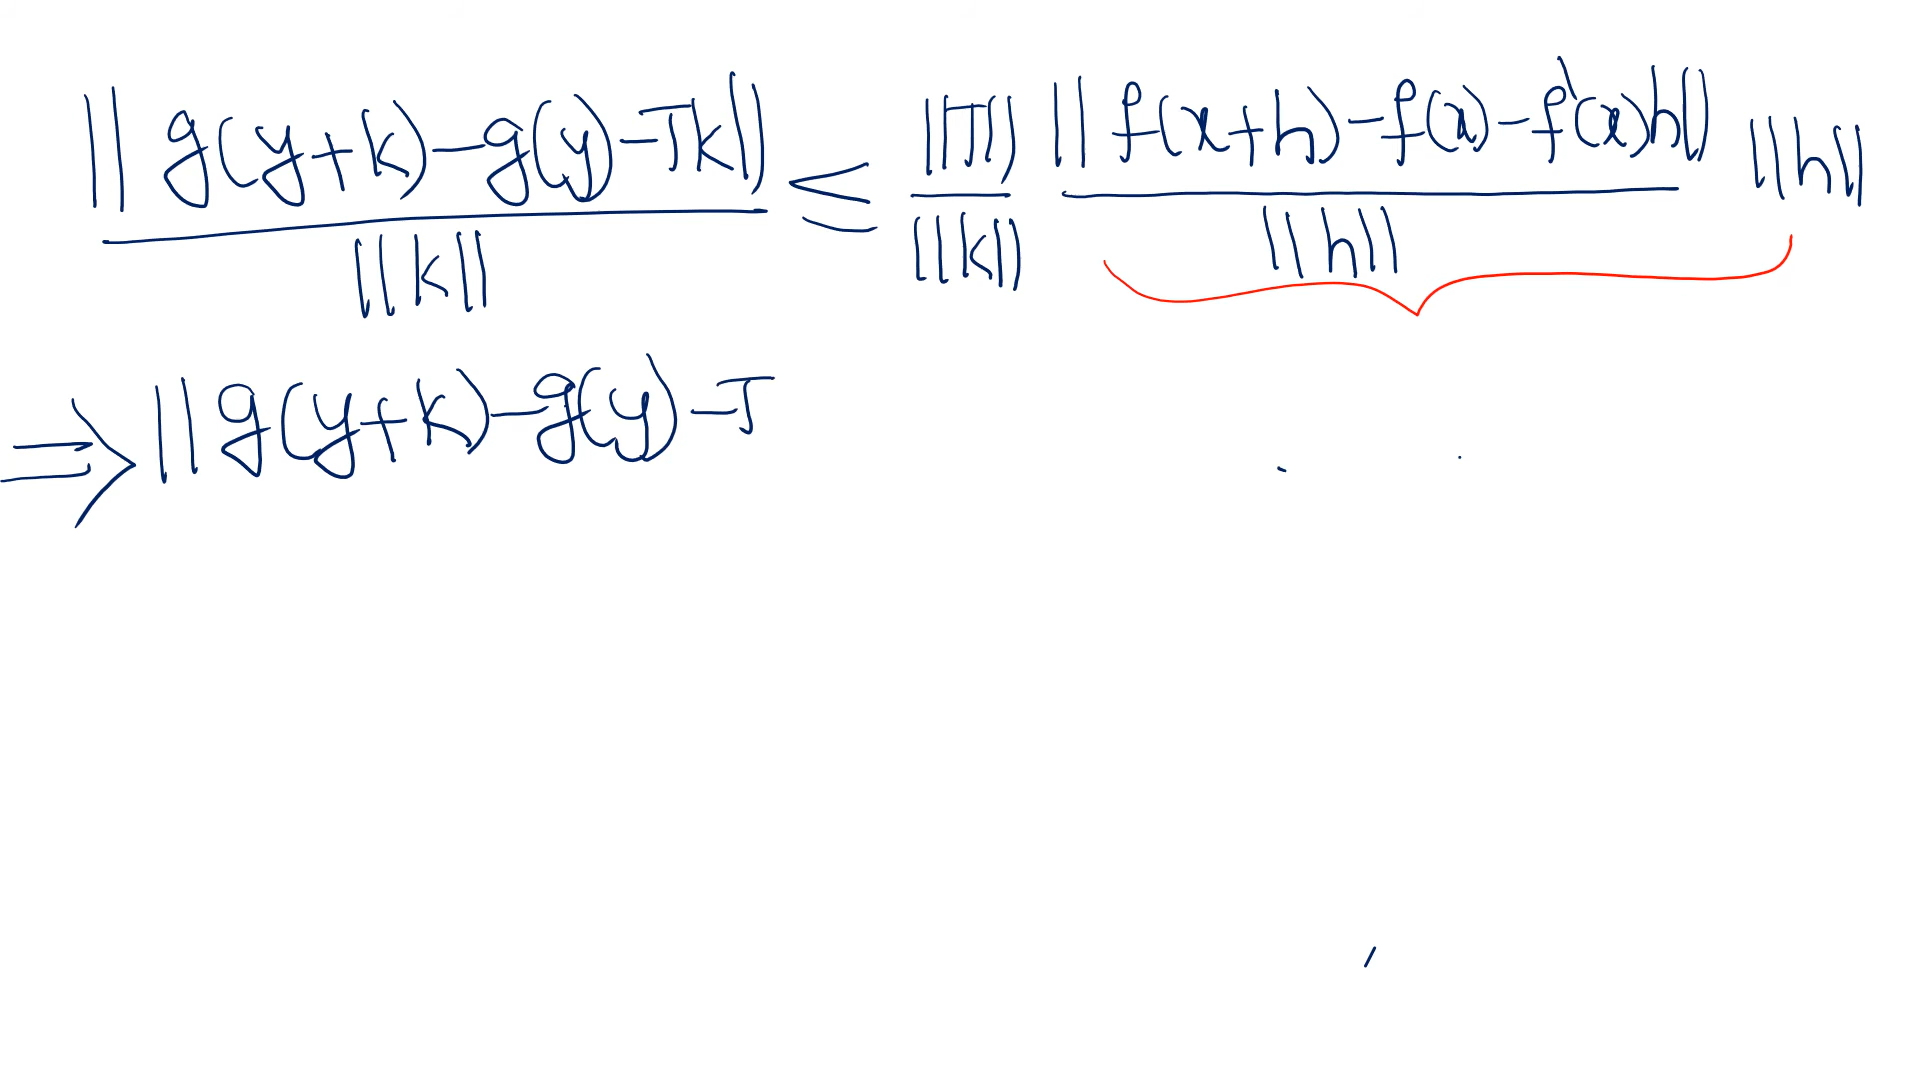 || g(y+k)-g(y)-Tk|| / ||k|| ≤ ||T|| / ||k|| || f(x+h)-f(x)-f'(x)h|| / ||h|| ||h||
⇒ || g(y+k)-g(y)-T